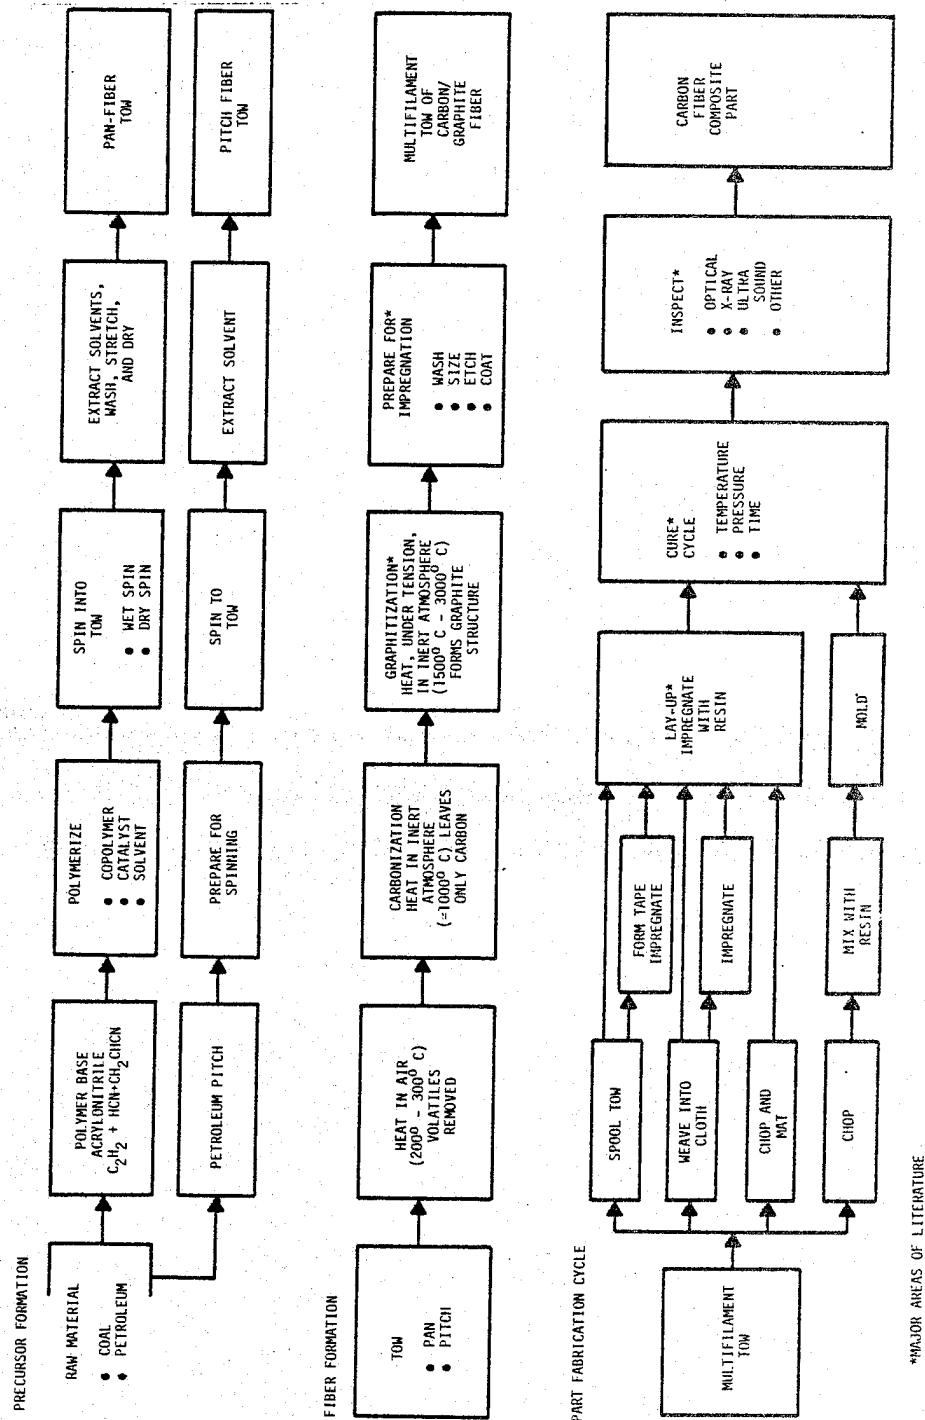 PRECURSOR FORMATION
RAW MATERIAL
● COAL
● PETROLEUM
POLYMER BASE
ACRYLONITRILE
C2H2 + HCN→CH2CHCN
POLYMERIZE
● COPOLYMER
● CATALYST
● SOLVENT
SPIN INTO
TOW
● WET SPIN
● DRY SPIN
EXTRACT SOLVENTS,
WASH, STRETCH,
AND DRY
PAN-FIBER
TOW
PETROLEUM PITCH
PREPARE FOR
SPINNING
SPIN TO
TOW
EXTRACT SOLVENT
PITCH FIBER
TOW
FIBER FORMATION
TOW
● PAN
● PITCH
HEAT IN AIR
(200° - 300° C)
VOLATILES
REMOVED
CARBONIZATION
HEAT IN INERT
ATMOSPHERE
(≈1000° C) LEAVES
ONLY CARBON
GRAPHITIZATION*
HEAT, UNDER TENSION,
IN INERT ATMOSPHERE
(1500° C - 3000° C)
FORMS GRAPHITE
STRUCTURE
PREPARE FOR*
IMPREGNATION
● WASH
● SIZE
● ETCH
● COAT
MULTIFILAMENT
TOW OF
CARBON/
GRAPHITE
FIBER
PART FABRICATION CYCLE
MULTIFILAMENT
TOW
SPOOL TOW
FORM TAPE
IMPREGNATE
WEAVE INTO
CLOTH
IMPREGNATE
CHOP AND
MAT
CHOP
MIX WITH
RESIN
MOLD
LAY-UP*
IMPREGNATE
WITH
RESIN
CURE*
CYCLE
● TEMPERATURE
● PRESSURE
● TIME
INSPECT*
● OPTICAL
● X-RAY
● ULTRA
SOUND
● OTHER
CARBON
FIBER
COMPOSITE
PART
*MAJOR AREAS OF LITERATURE